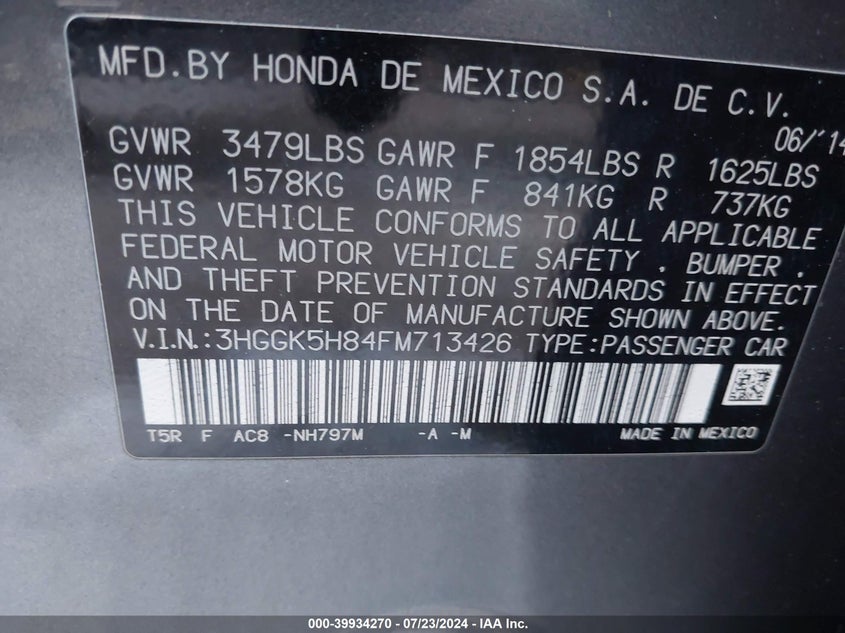 MFD.BY HONDA DE MEXICO S.A. DE C.V.
06/'14
GVWR 3479LBS GAWR F 1854LBS R 1625LBS
GVWR 1578KG GAWR F 841KG R 737KG
THIS VEHICLE CONFORMS TO ALL APPLICABLE
FEDERAL MOTOR VEHICLE SAFETY , BUMPER ,
AND THEFT PREVENTION STANDARDS IN EFFECT
ON THE DATE OF MANUFACTURE SHOWN ABOVE.
V.I.N.:3HGGK5H84FM713426 TYPE:PASSENGER CAR
T5R F AC8 -NH797M -A -M MADE IN MEXICO
000-39934270 - 07/23/2024 - IAA Inc.